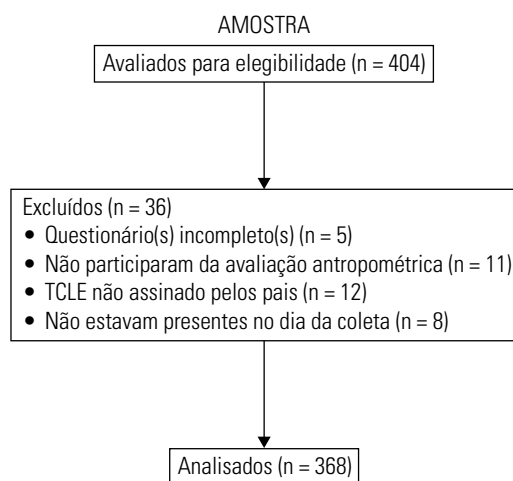 AMOSTRA
Avaliados para elegibilidade (n = 404)
Excluídos (n = 36)
• Questionário(s) incompleto(s) (n = 5)
• Não participaram da avaliação antropométrica (n = 11)
• TCLE não assinado pelos pais (n = 12)
• Não estavam presentes no dia da coleta (n = 8)
Analisados (n = 368)